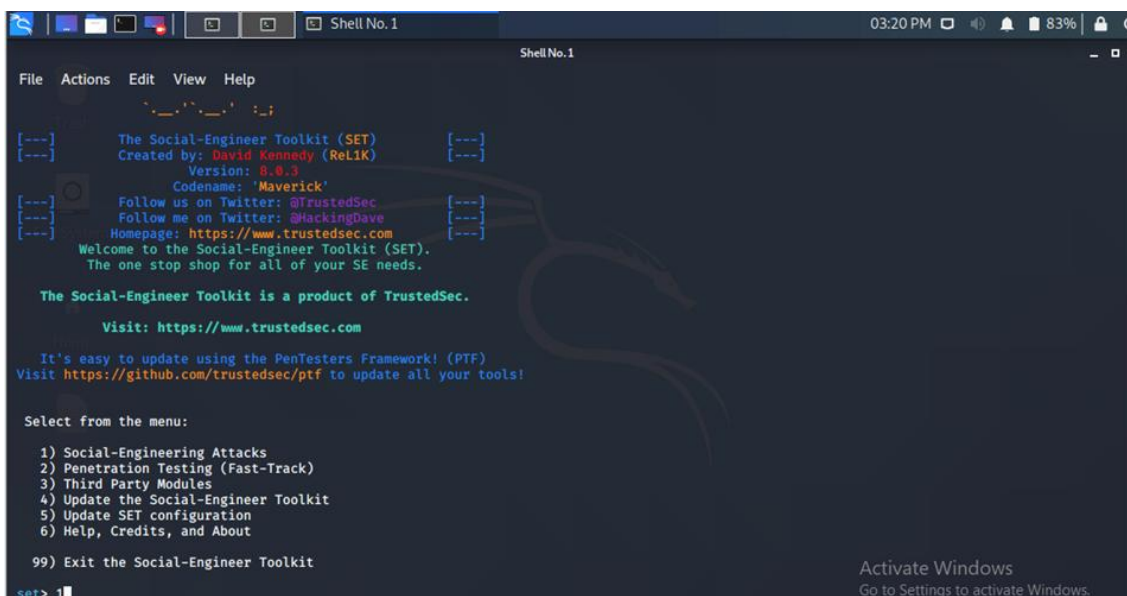 Shell No. 1
03:20 PM
83%
Shell No. 1
File Actions Edit View Help
[---] The Social-Engineer Toolkit (SET) [---]
[---] Created by: David Kennedy (ReL1K) [---]
Version: 8.0.3
Codename: 'Maverick'
[---] Follow us on Twitter: @TrustedSec [---]
[---] Follow me on Twitter: @HackingDave [---]
[---] Homepage: https://www.trustedsec.com [---]
Welcome to the Social-Engineer Toolkit (SET).
The one stop shop for all of your SE needs.
The Social-Engineer Toolkit is a product of TrustedSec.
Visit: https://www.trustedsec.com
It's easy to update using the PenTesters Framework! (PTF)
Visit https://github.com/trustedsec/ptf to update all your tools!
Select from the menu:
1) Social-Engineering Attacks
2) Penetration Testing (Fast-Track)
3) Third Party Modules
4) Update the Social-Engineer Toolkit
5) Update SET configuration
6) Help, Credits, and About
99) Exit the Social-Engineer Toolkit
set> 1
Activate Windows
Go to Settings to activate Windows.